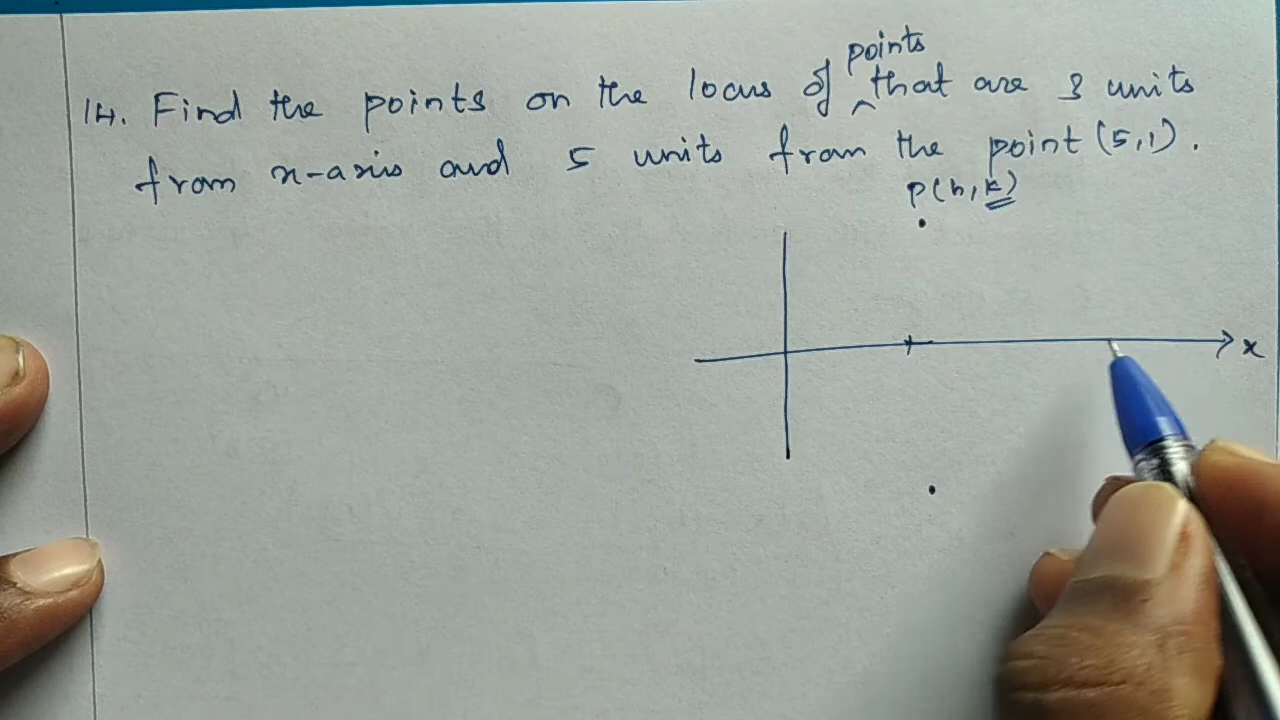 points
14. Find the points on the locus of ^ that are 3 units
from x-axis and 5 units from the point (5,1).
P(h, k)
x